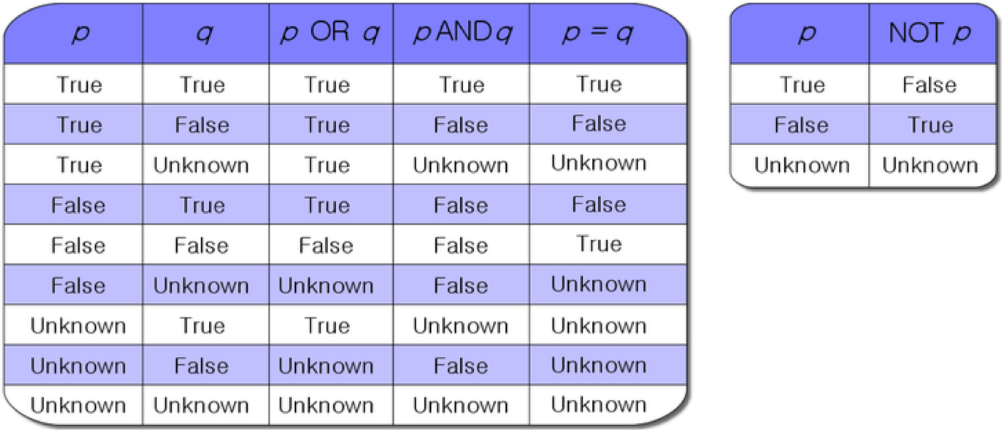 p q p OR q p AND q p = q
True True True True True
True False True False False
True Unknown True Unknown Unknown
False True True False False
False False False False True
False Unknown Unknown False Unknown
Unknown True True Unknown Unknown
Unknown False Unknown False Unknown
Unknown Unknown Unknown Unknown Unknown
p NOT p
True False
False True
Unknown Unknown